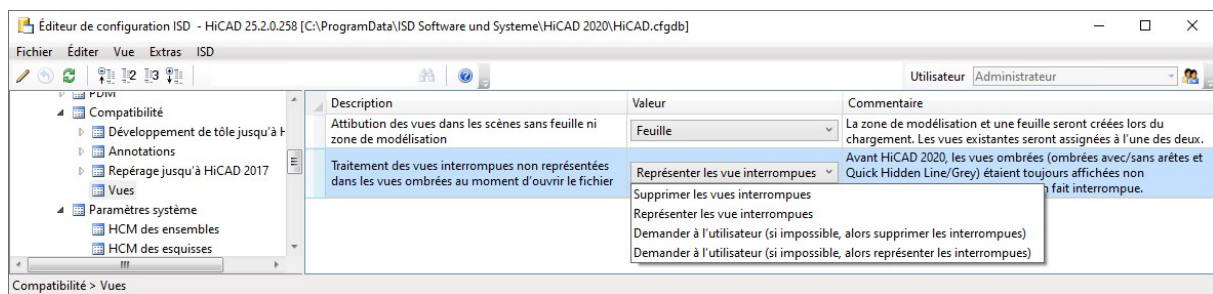 Éditeur de configuration ISD - HiCAD 25.2.0.258 [C:\ProgramData\ISD Software und Systeme\HiCAD 2020\HiCAD.cfgdb]
Fichier Éditer Vue Extras ISD
Utilisateur Administrateur
PDM
Compatibilité
Développement de tôle jusqu'à H
Annotations
Repérage jusqu'à HiCAD 2017
Vues
Paramètres système
HCM des ensembles
HCM des esquisses
Description Valeur Commentaire
Attibution des vues dans les scènes sans feuille ni
zone de modélisation
Feuille
La zone de modélisation et une feuille seront créées lors du
chargement. Les vues existantes seront assignées à l'une des deux.
Traitement des vues interrompues non représentées
dans les vues ombrées au moment d'ouvrir le fichier
Représenter les vue interrompues
Avant HiCAD 2020, les vues ombrées (ombrées avec/sans arêtes et
Quick Hidden Line/Grey) étaient toujours affichées non
fait interrompue.
Supprimer les vues interrompues
Représenter les vue interrompues
Demander à l'utilisateur (si impossible, alors supprimer les interrompues)
Demander à l'utilisateur (si impossible, alors représenter les interrompues)
Compatibilité > Vues